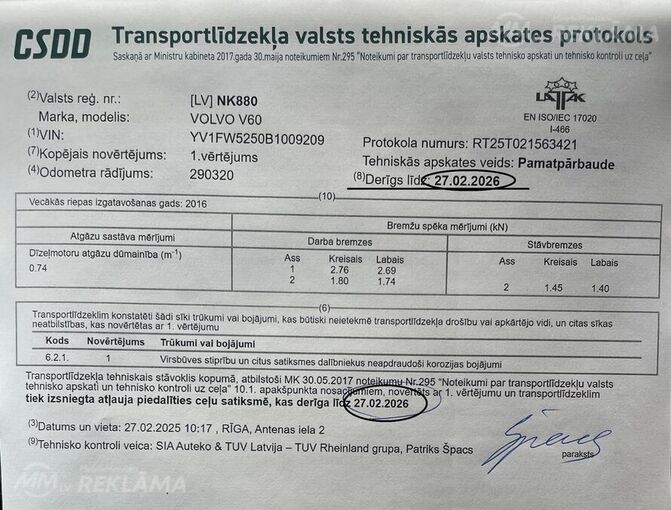 CSDD Transportlīdzekļa valsts tehniskās apskates protokols
Saskaņā ar Ministru kabineta 2017.gada 30.maija noteikumiem Nr.295 "Noteikumi par transportlīdzekļu valsts tehnisko apskati un tehnisko kontroli uz ceļa"
(2)Valsts reģ. nr.: [LV] NK880
Marka, modelis: VOLVO V60
(1)VIN: YV1FW5250B1009209
(7)Kopējais novērtējums: 1.vērtējums
(4)Odometra rādījums: 290320
LATAK
EN ISO/IEC 17020
I-466
Protokola numurs: RT25T021563421
Tehniskās apskates veids: Pamatpārbaude
(8)Derīgs līdz: 27.02.2026
(10)
Vecākās riepas izgatavošanas gads: 2016
Atgāzu sastāva mērījumi
Dīzeļmotoru atgāzu dūmainība (m⁻¹)
0.74
Bremžu spēka mērījumi (kN)
Darba bremzes Stāvbremzes
Ass Kreisais Labais Ass Kreisais Labais
1 2.76 2.69
2 1.80 1.74 2 1.45 1.40
(6)
Transportlīdzeklim konstatēti šādi sīki trūkumi vai bojājumi, kas būtiski neietekmē transportlīdzekļa drošību vai apkārtējo vidi, un citas sīkas
neatbilstības, kas novērtētas ar 1. vērtējumu
Kods Novērtējums Trūkumi vai bojājumi
6.2.1. 1 Virsbūves stiprību un citus satiksmes dalībniekus neapdraudoši korozijas bojājumi
Transportlīdzekļa tehniskais stāvoklis kopumā, atbilstoši MK 30.05.2017 noteikumu Nr.295 "Noteikumi par transportlīdzekļu valsts
tehnisko apskati un tehnisko kontroli uz ceļa" 10.1. apakšpunkta nosacījumiem, novērtēts ar 1. vērtējumu un transportlīdzeklim
tiek izsniegta atļauja piedalīties ceļu satiksmē, kas derīga līdz 27.02.2026
(3)Datums un vieta: 27.02.2025 10:17 , RĪGA, Antenas iela 2
(9)Tehnisko kontroli veica: SIA Auteko & TUV Latvija – TUV Rheinland grupa, Patriks Špacs
Špacs
paraksts
MM.LV REKLĀMA